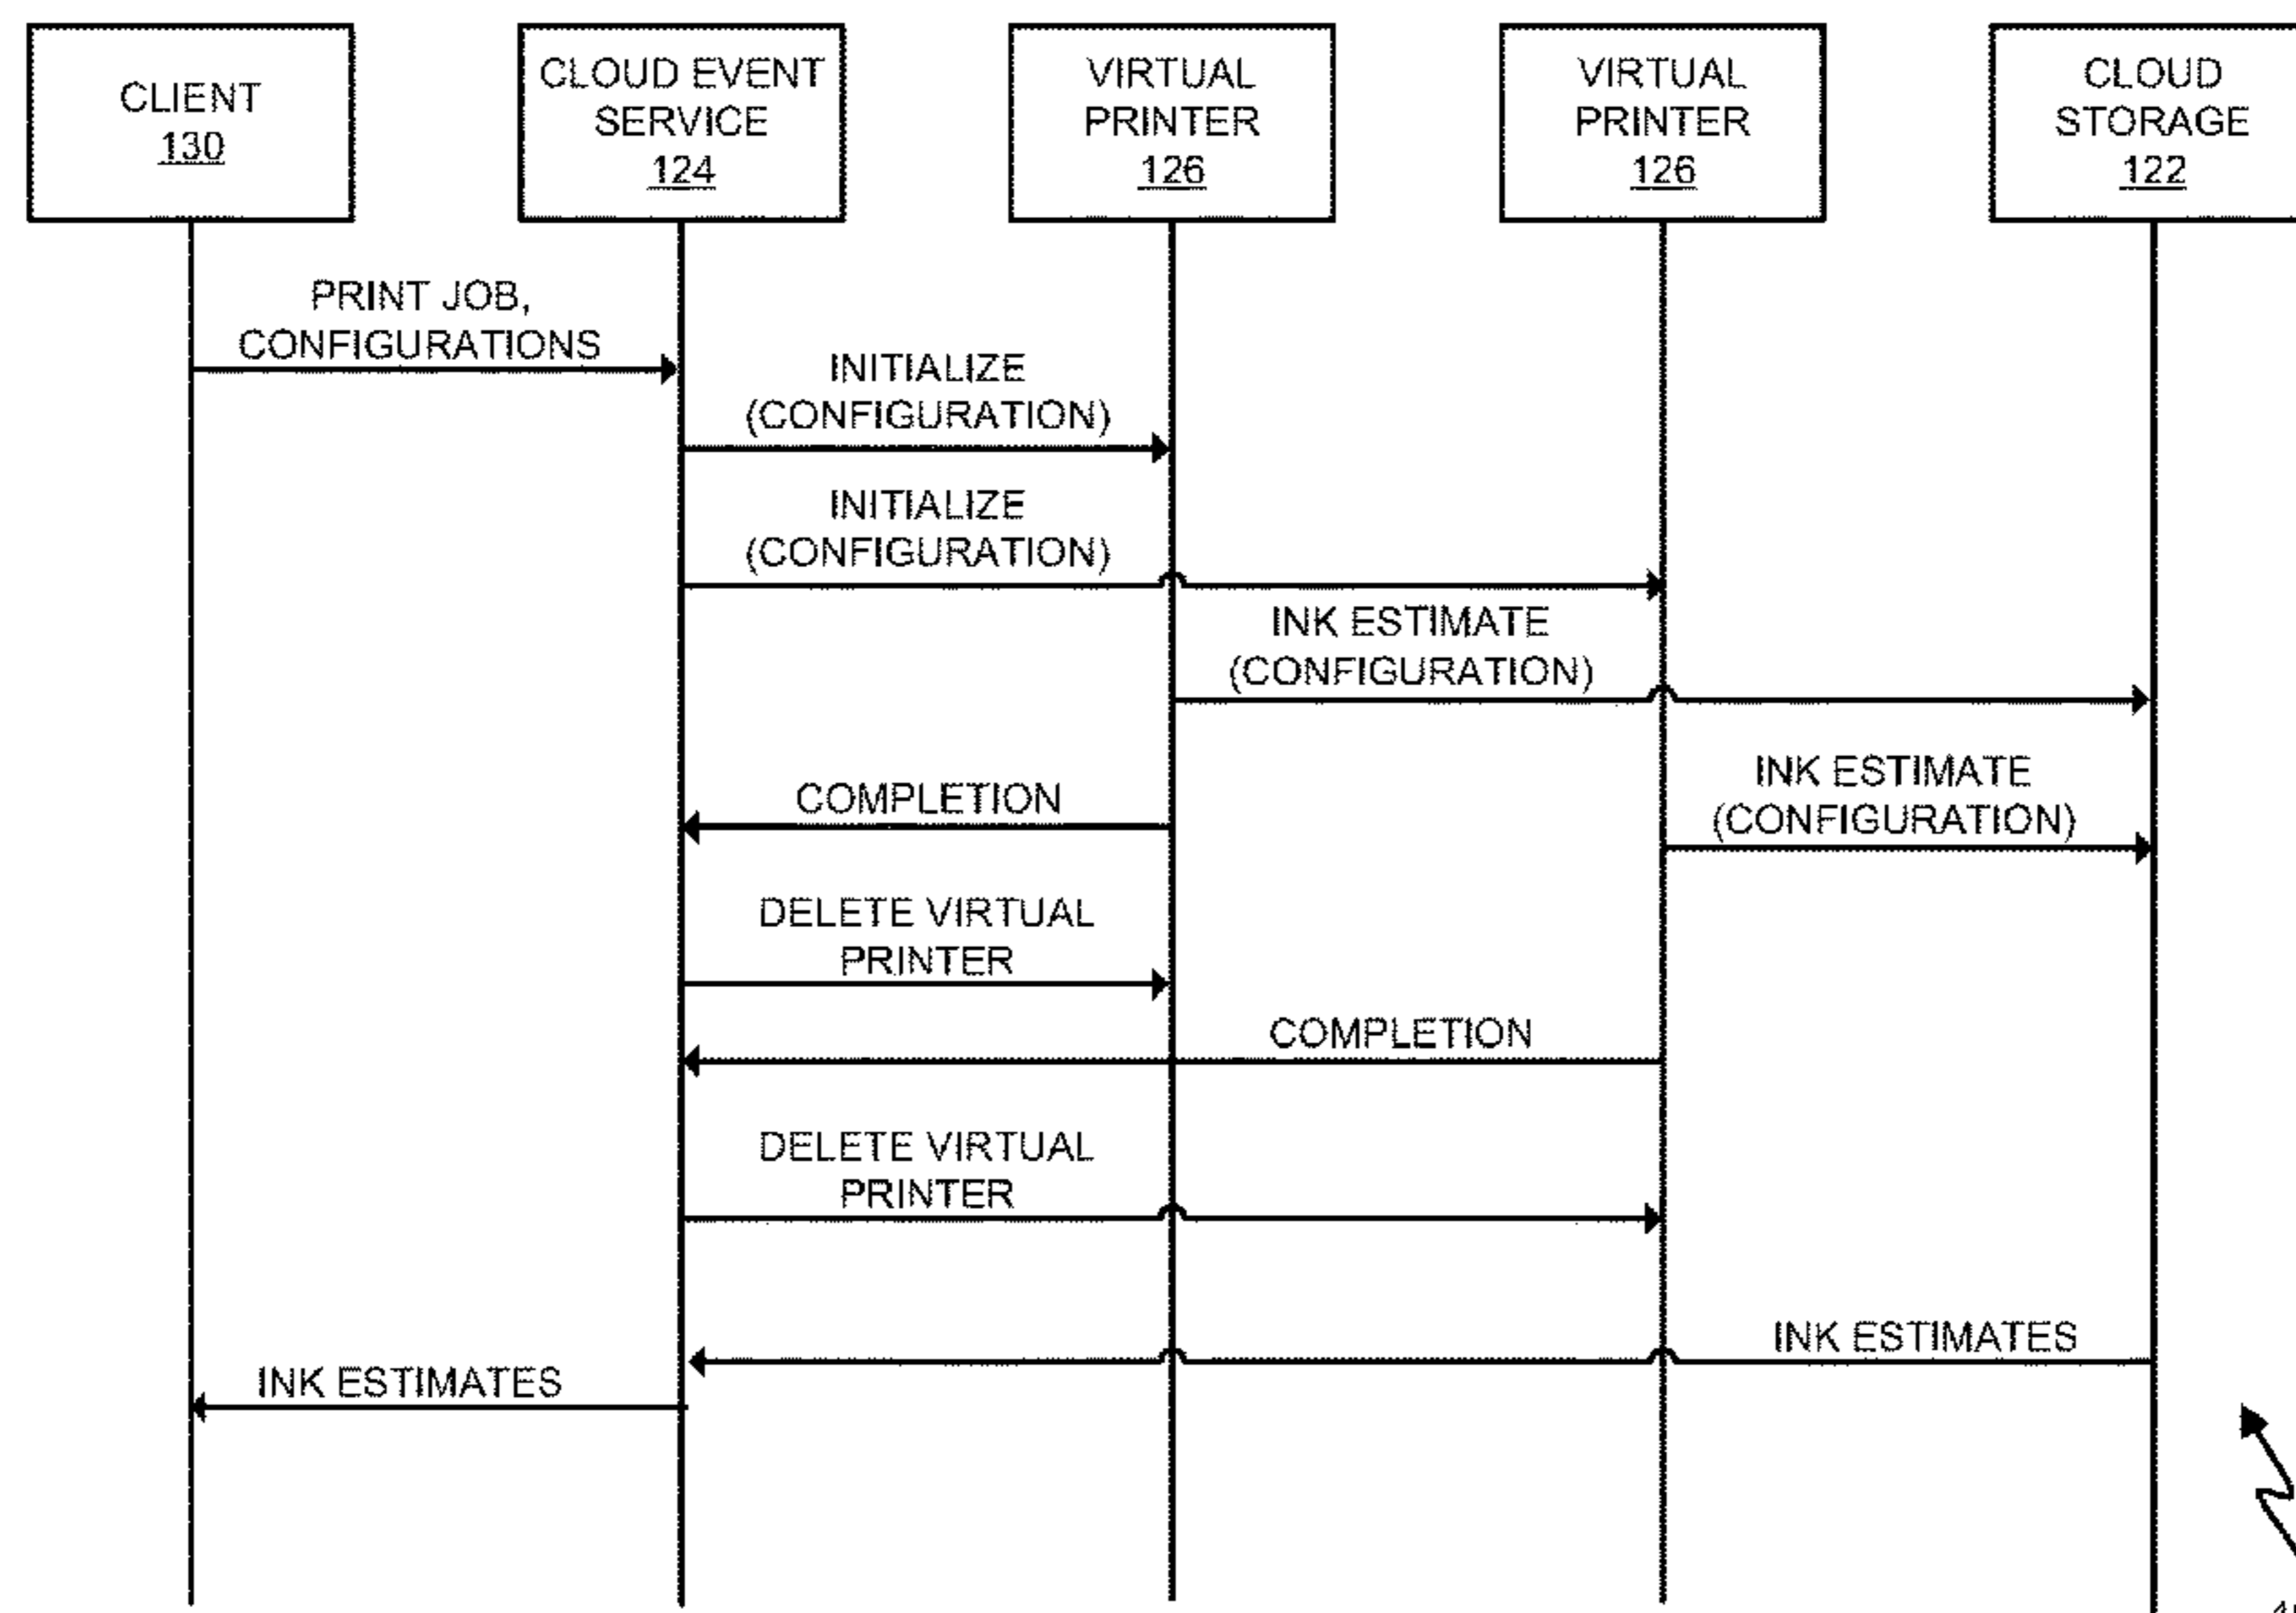 CLIENT
130
CLOUD EVENT
SERVICE
124
VIRTUAL
PRINTER
126
VIRTUAL
PRINTER
126
CLOUD
STORAGE
122
PRINT JOB,
CONFIGURATIONS
INITIALIZE
(CONFIGURATION)
INITIALIZE
(CONFIGURATION)
INK ESTIMATE
(CONFIGURATION)
INK ESTIMATE
(CONFIGURATION)
COMPLETION
DELETE VIRTUAL
PRINTER
COMPLETION
DELETE VIRTUAL
PRINTER
INK ESTIMATES
INK ESTIMATES